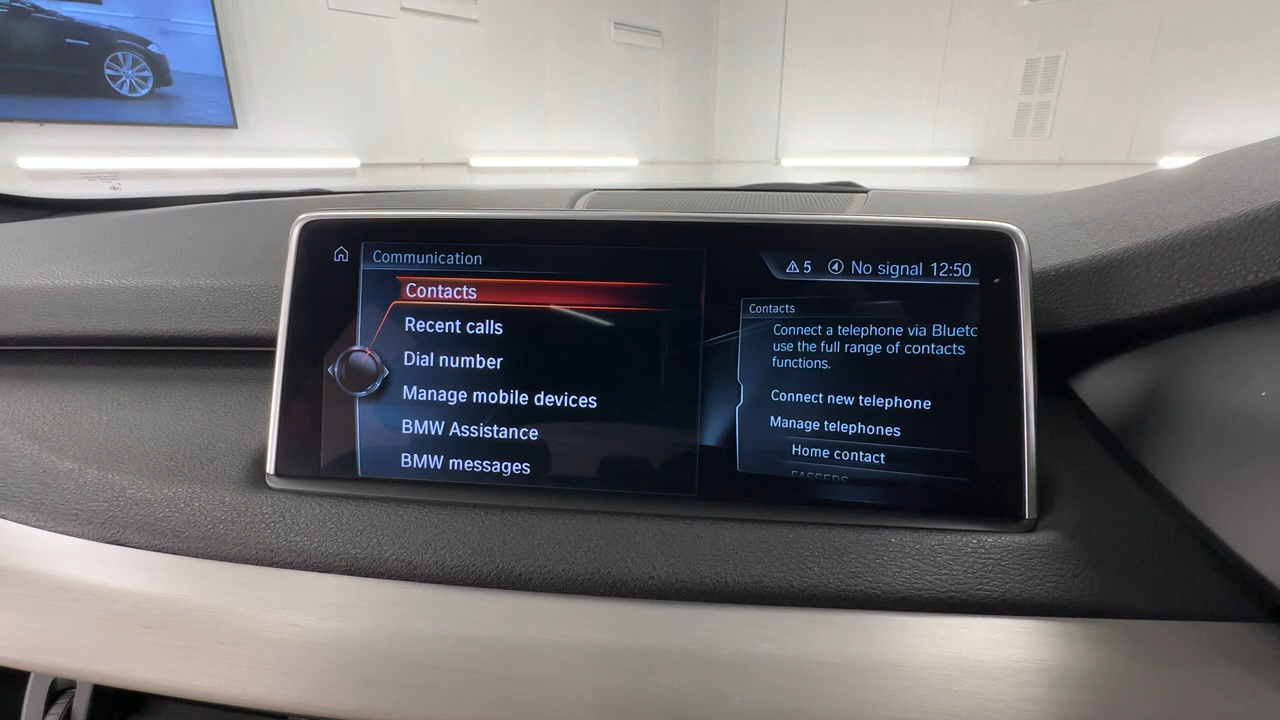 Communication
Contacts
Recent calls
Dial number
Manage mobile devices
BMW Assistance
BMW messages
5 No signal 12:50
Contacts
Connect a telephone via Bluetc
use the full range of contacts
functions.
Connect new telephone
Manage telephones
Home contact